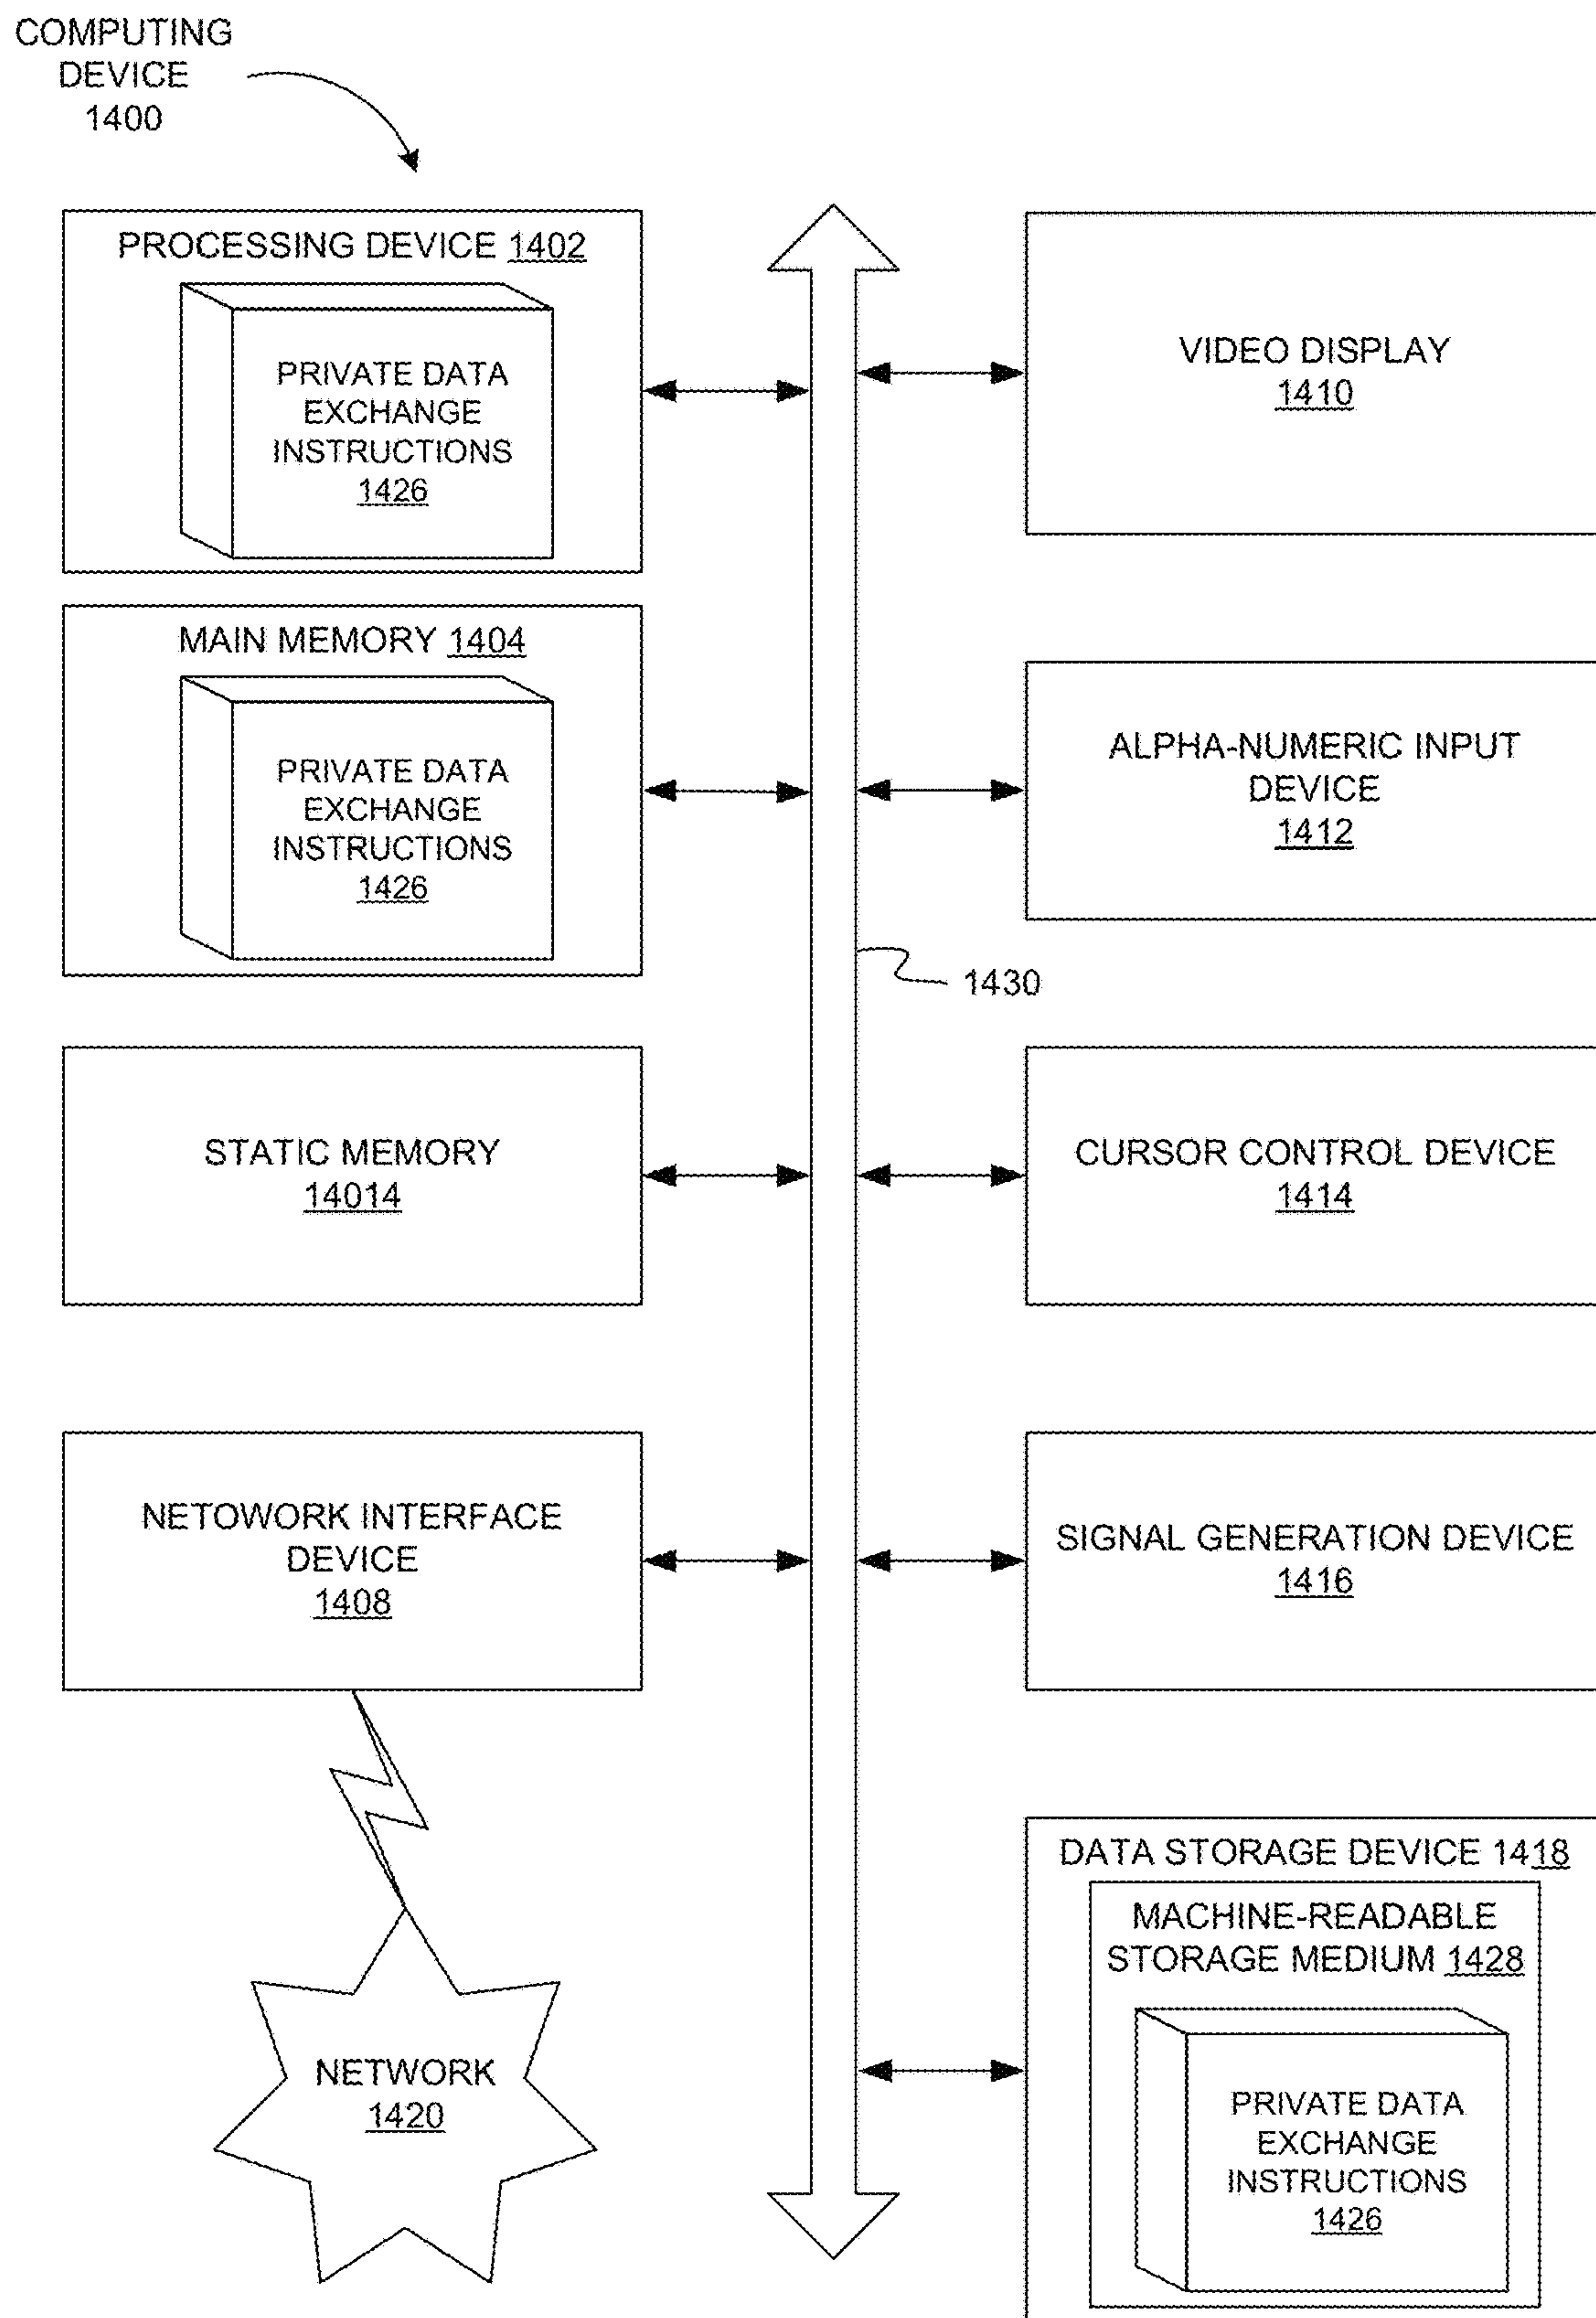 COMPUTING
DEVICE
1400
PROCESSING DEVICE 1402
PRIVATE DATA
EXCHANGE
INSTRUCTIONS
1426
MAIN MEMORY 1404
PRIVATE DATA
EXCHANGE
INSTRUCTIONS
1426
STATIC MEMORY
14014
NETOWORK INTERFACE
DEVICE
1408
NETWORK
1420
1430
VIDEO DISPLAY
1410
ALPHA-NUMERIC INPUT
DEVICE
1412
CURSOR CONTROL DEVICE
1414
SIGNAL GENERATION DEVICE
1416
DATA STORAGE DEVICE 1418
MACHINE-READABLE
STORAGE MEDIUM 1428
PRIVATE DATA
EXCHANGE
INSTRUCTIONS
1426